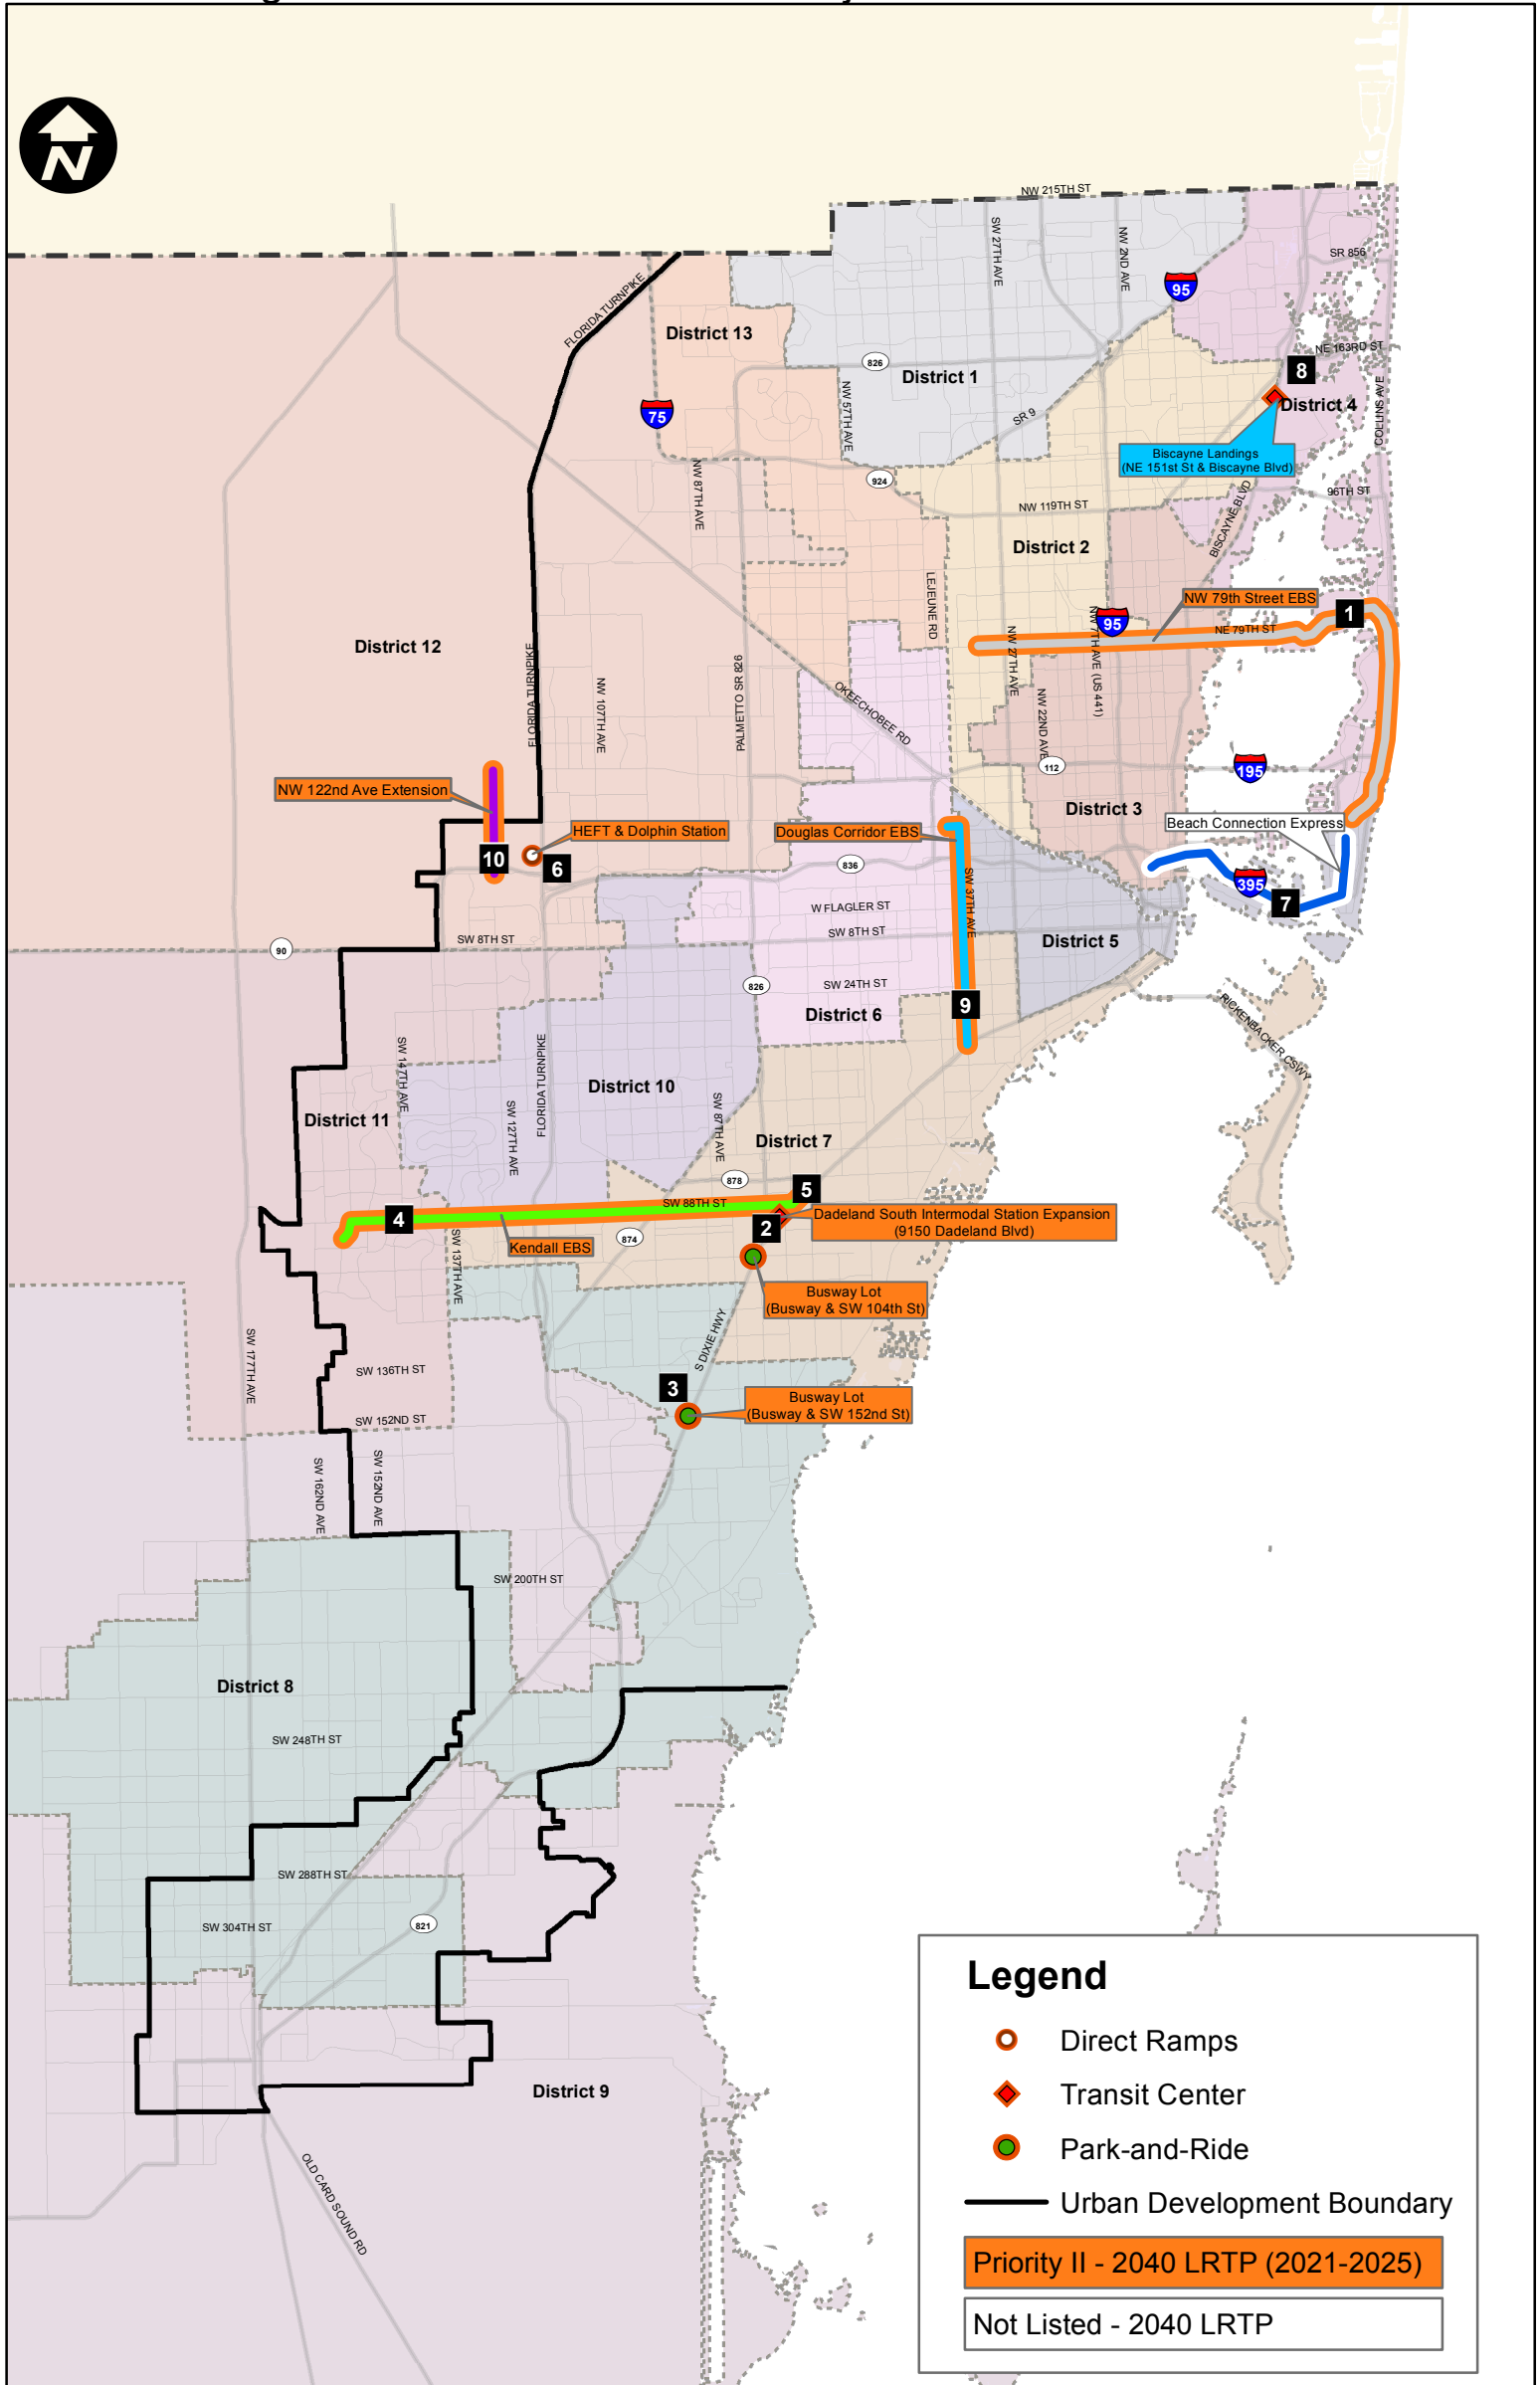 N
NW 215TH ST
SR 856
SW 27TH AVE
NW 2ND AVE
95
FLORIDA TURNPIKE
District 13
826
District 1
NE 163RD ST
8
75
NW 57TH AVE
SR 9
District 4
COLLINS AVE
Biscayne Landings
(NE 151st St & Biscayne Blvd)
NW 87TH AVE
924
96TH ST
NW 119TH ST
BISCAYNE BLVD
District 2
LEJEUNE RD
NW 79th Street EBS
1
95
NE 79TH ST
District 12
FLORIDA TURNPIKE
NW 107TH AVE
PALMETTO SR 826
OKEECHOBEE RD
NW 27TH AVE
NW 7TH AVE (US 441)
NW 22ND AVE
112
195
NW 122nd Ave Extension
District 3
HEFT & Dolphin Station
Douglas Corridor EBS
Beach Connection Express
10
6
836
395
7
SW 37TH AVE
W FLAGLER ST
SW 8TH ST
SW 8TH ST
90
District 5
826
SW 24TH ST
9
District 6
RICKENBACKER CSWY
SW 147TH AVE
FLORIDA TURNPIKE
District 10
SW 127TH AVE
SW 87TH AVE
District 11
District 7
878
5
SW 88TH ST
4
Dadeland South Intermodal Station Expansion
(9150 Dadeland Blvd)
2
874
Kendall EBS
SW 137TH AVE
Busway Lot
(Busway & SW 104th St)
S DIXIE HWY
SW 177TH AVE
SW 136TH ST
3
Busway Lot
(Busway & SW 152nd St)
SW 152ND ST
SW 162ND AVE
SW 152ND AVE
SW 200TH ST
District 8
SW 248TH ST
SW 288TH ST
SW 304TH ST
821
District 9
OLD CARD SOUND RD
Legend
Direct Ramps
Transit Center
Park-and-Ride
Urban Development Boundary
Priority II - 2040 LRTP (2021-2025)
Not Listed - 2040 LRTP